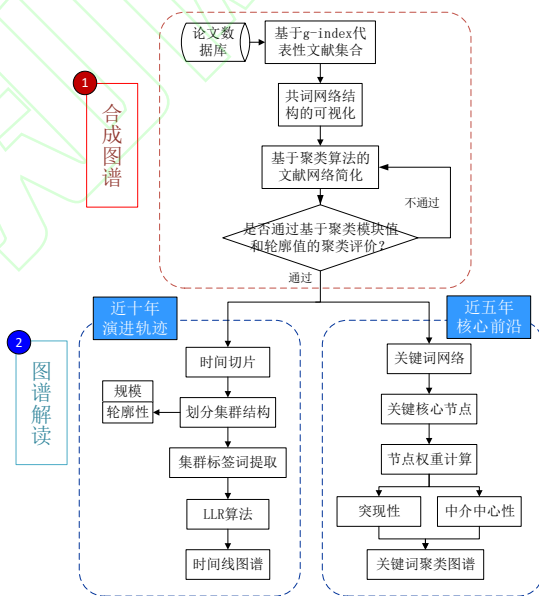 论文数
据库
基于g-index代
表性文献集合
1
合成图谱
共词网络结
构的可视化
基于聚类算法的
文献网络简化
不通过
是否通过基于聚类模块值
和轮廓值的聚类评价？
通过
近十年
演进轨迹
近五年
核心前沿
2
图谱解读
时间切片
规模
轮廓性
划分集群结构
集群标签词提取
LLR算法
时间线图谱
关键词网络
关键核心节点
节点权重计算
突现性
中介中心性
关键词聚类图谱